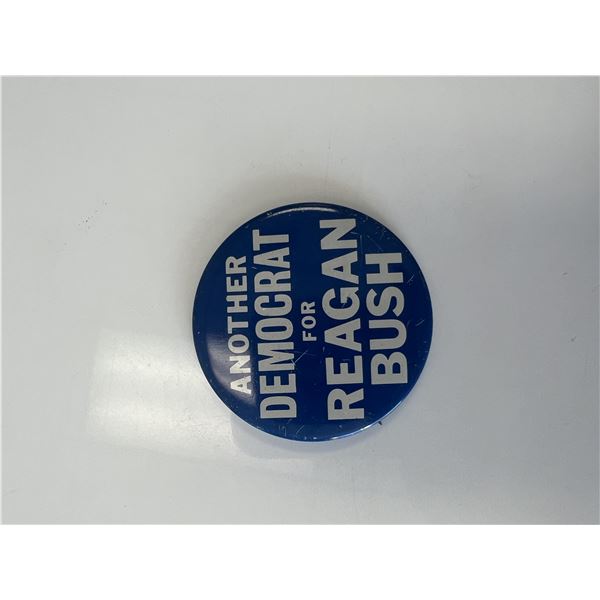 ANOTHER
DEMOCRAT
FOR
REAGAN
BUSH